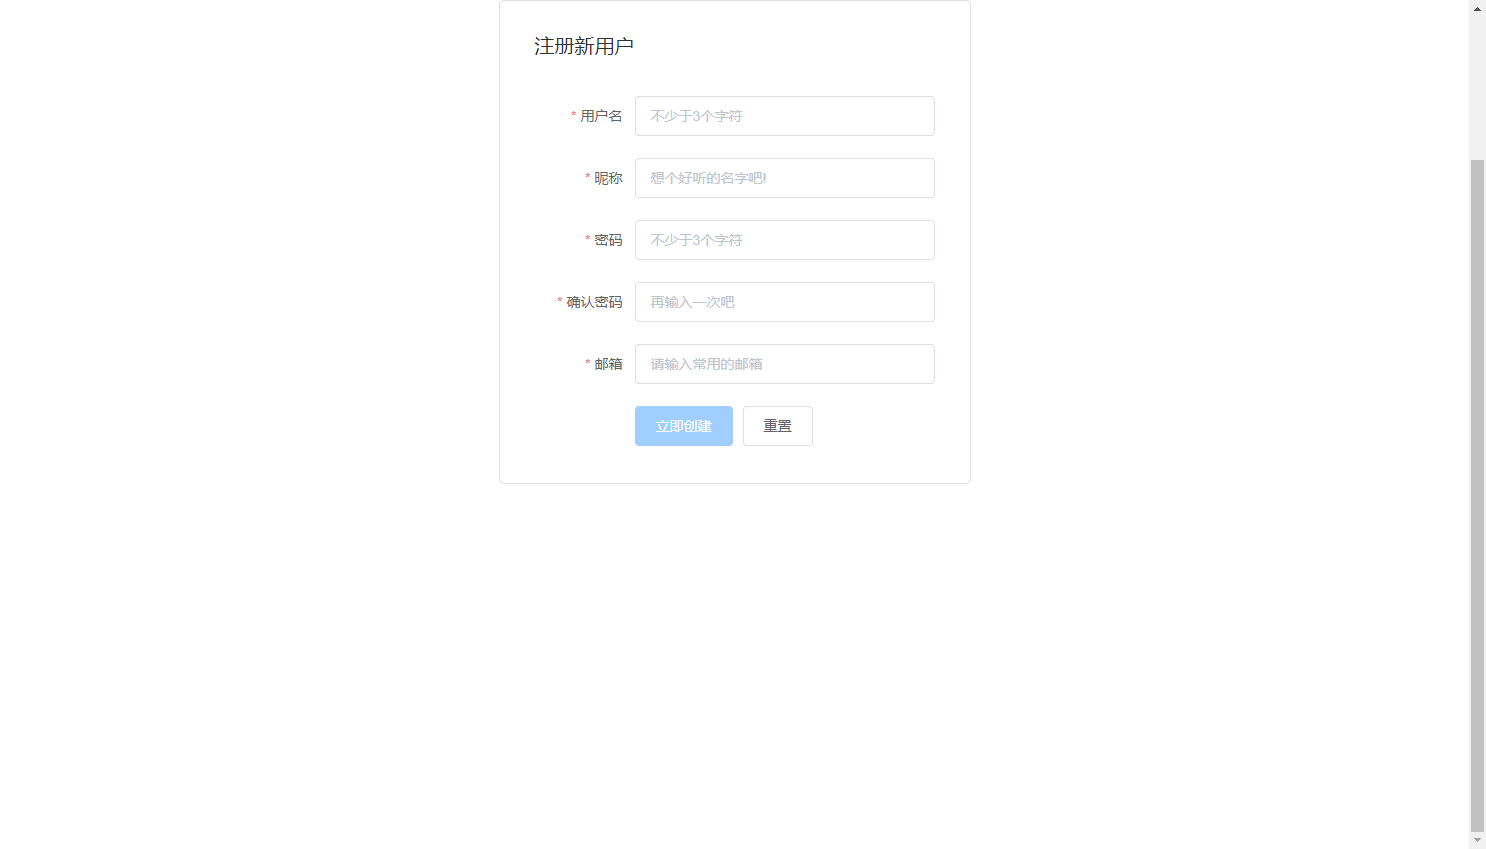 注册新用户
* 用户名 不少于3个字符
* 昵称 想个好听的名字吧!
* 密码 不少于3个字符
* 确认密码 再输入一次吧
* 邮箱 请输入常用的邮箱
立即创建 重置